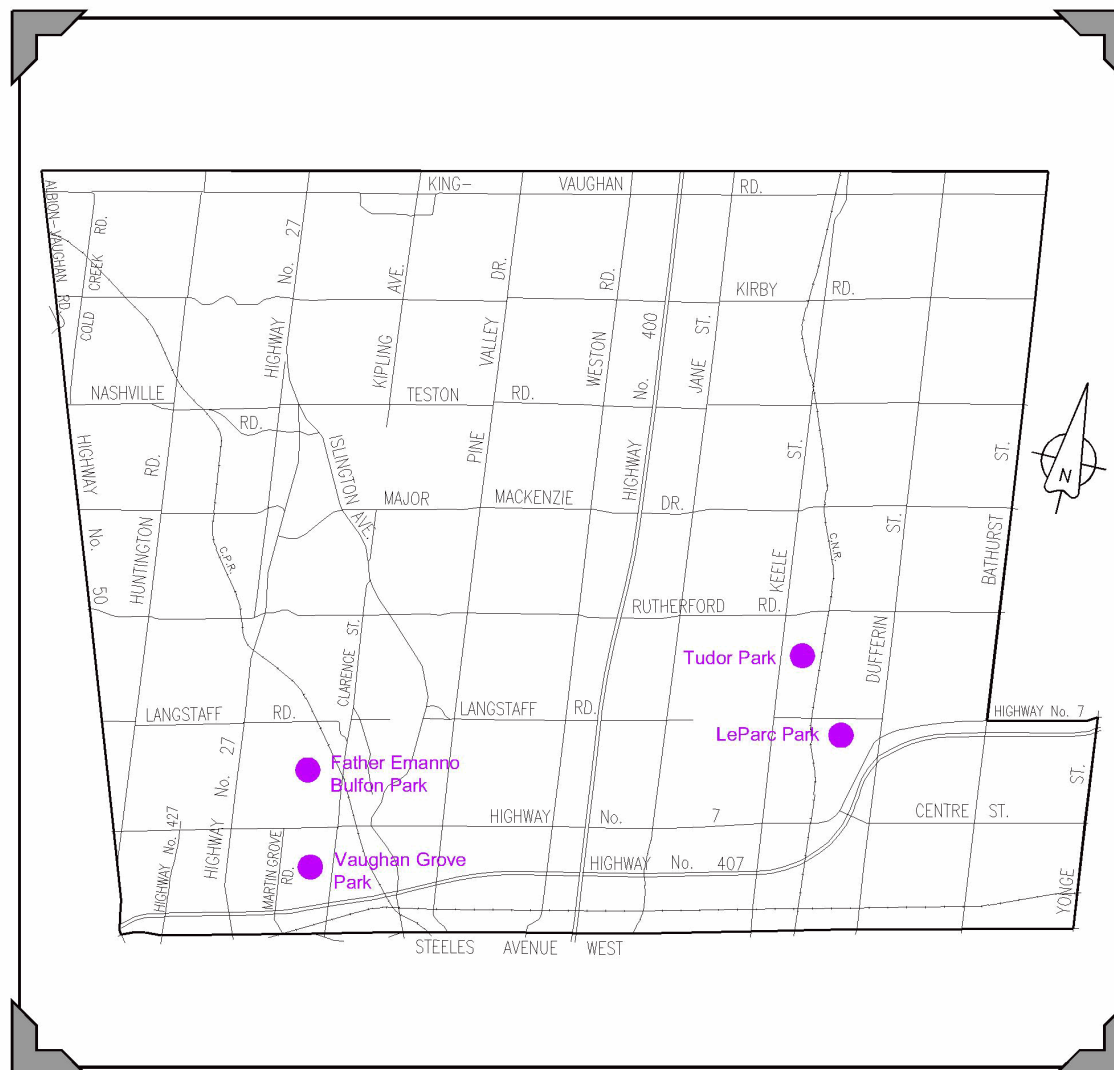 KING- VAUGHAN RD.
ALBION-VAUGHAN RD.
COLD CREEK RD.
HIGHWAY No. 27
KIPLING AVE.
PINE VALLEY DR.
WESTON RD.
HIGHWAY No. 400
JANE ST.
KIRBY RD.
NASHVILLE RD.
TESTON RD.
HIGHWAY No. 50
HUNTINGTON RD.
ISLINGTON AVE.
MAJOR MACKENZIE DR.
KEELE ST.
C.N.R.
DUFFERIN ST.
BATHURST ST.
N
C.P.R.
RUTHERFORD RD.
CLARENCE ST.
Tudor Park
LANGSTAFF RD.
LANGSTAFF RD.
HIGHWAY No. 7
LeParc Park
HIGHWAY No. 27
Father Emanno
Bulfon Park
HIGHWAY No. 7
CENTRE ST.
HIGHWAY No. 427
MARTIN GROVE
RD.
Vaughan Grove
Park
HIGHWAY No. 407
YONGE ST.
STEELES AVENUE WEST